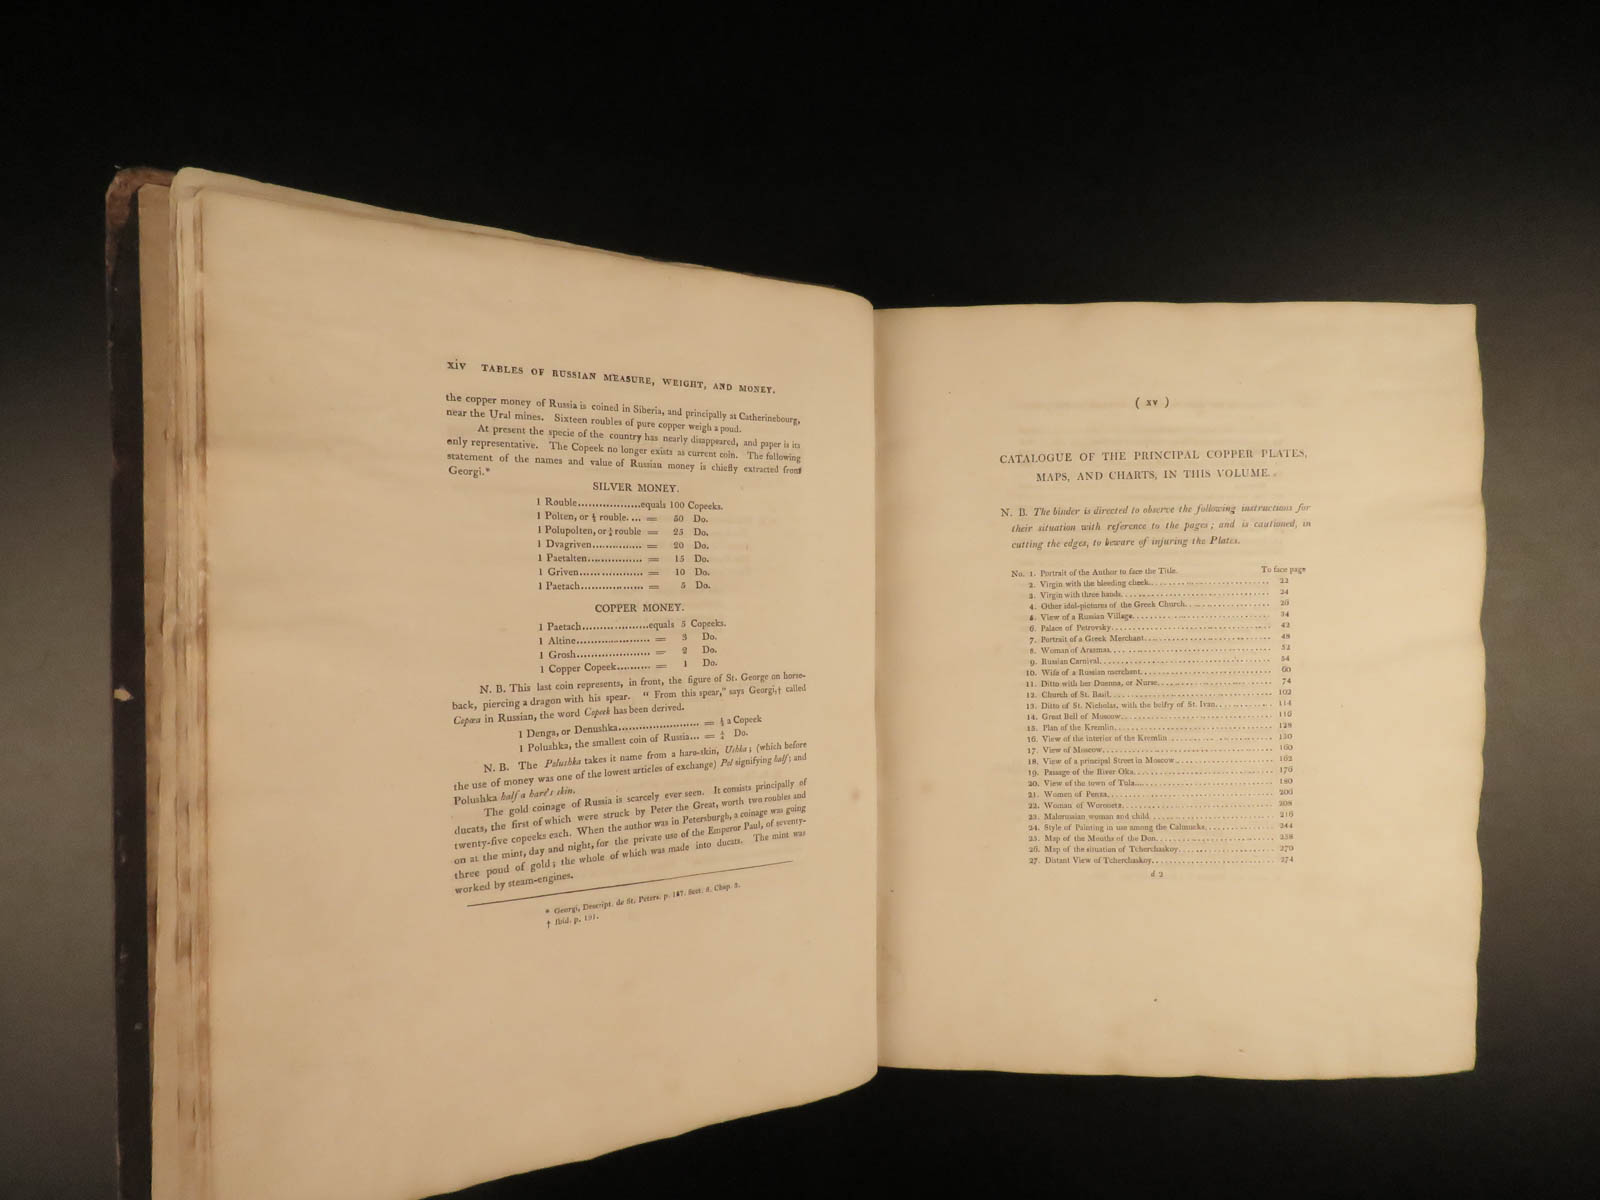 xiv TABLES OF RUSSIAN MEASURE, WEIGHT, AND MONEY.
the copper money of Russia is coined in Siberia, and principally at Catherinebourg,
near the Ural mines. Sixteen roubles of pure copper weigh a poud.
At present the specie of the country has nearly disappeared, and paper is its
only representative. The Copeek no longer exists as current coin. The following
statement of the names and value of Russian money is chiefly extracted from
Georgi.*
SILVER MONEY.
1 Rouble...................equals 100 Copeeks.
1 Polten, or ½ rouble.... = 50 Do.
1 Polupolten, or ¼ rouble = 25 Do.
1 Dvagriven............... = 20 Do.
1 Paetalten................ = 15 Do.
1 Griven................... = 10 Do.
1 Paetach................... = 5 Do.
COPPER MONEY.
1 Paetach....................equals 5 Copeeks.
1 Altine...................... = 3 Do.
1 Grosh...................... = 2 Do.
1 Copper Copeek.......... = 1 Do.
N. B. This last coin represents, in front, the figure of St. George on horse-
back, piercing a dragon with his spear. “ From this spear,” says Georgi,† called
Copœa in Russian, the word Copeek has been derived.
1 Denga, or Denushka........................ = ½ a Copeek
1 Polushka, the smallest coin of Russia... = ¼ Do.
N. B. The Polushka takes it name from a hare-skin, Ushka; (which before
the use of money was one of the lowest articles of exchange) Pol signifying half; and
Polushka half a hare's skin.
The gold coinage of Russia is scarcely ever seen. It consists principally of
ducats, the first of which were struck by Peter the Great, worth two roubles and
twenty-five copeeks each. When the author was in Petersburgh, a coinage was going
on at the mint, day and night, for the private use of the Emperor Paul, of seventy-
three poud of gold; the whole of which was made into ducats. The mint was
worked by steam-engines.
* Georgi, Descript. de St. Peters. p. 187. Sect. 8. Chap. 3.
† Ibid. p. 191.
( xv )
CATALOGUE OF THE PRINCIPAL COPPER PLATES,
MAPS, AND CHARTS, IN THIS VOLUME.
N. B. The binder is directed to observe the following instructions for
their situation with reference to the pages; and is cautioned, in
cutting the edges, to beware of injuring the Plates.
No. 1. Portrait of the Author to face the Title. To face page
2. Virgin with the bleeding cheek............................ 22
3. Virgin with three hands................................... 24
4. Other idol-pictures of the Greek Church................... 26
5. View of a Russian Village................................. 34
6. Palace of Petrovsky....................................... 42
7. Portrait of a Greek Merchant.............................. 48
8. Woman of Arzamas.......................................... 52
9. Russian Carnival.......................................... 54
10. Wife of a Russian merchant............................... 60
11. Ditto with her Duenna, or Nurse.......................... 74
12. Church of St. Basil...................................... 102
13. Ditto of St. Nicholas, with the belfry of St. Ivan....... 114
14. Great Bell of Moscow..................................... 116
15. Plan of the Kremlin...................................... 128
16. View of the interior of the Kremlin...................... 130
17. View of Moscow........................................... 160
18. View of a principal Street in Moscow..................... 162
19. Passage of the River Oka................................. 176
20. View of the town of Tula................................. 180
21. Women of Penza........................................... 206
22. Woman of Woronetz........................................ 208
23. Malorussian woman and child.............................. 216
24. Style of Painting in use among the Calmucks.............. 244
25. Map of the Mouths of the Don............................. 258
26. Map of the situation of Tcherchaskoy..................... 270
27. Distant View of Tcherchaskoy............................. 274
d 2